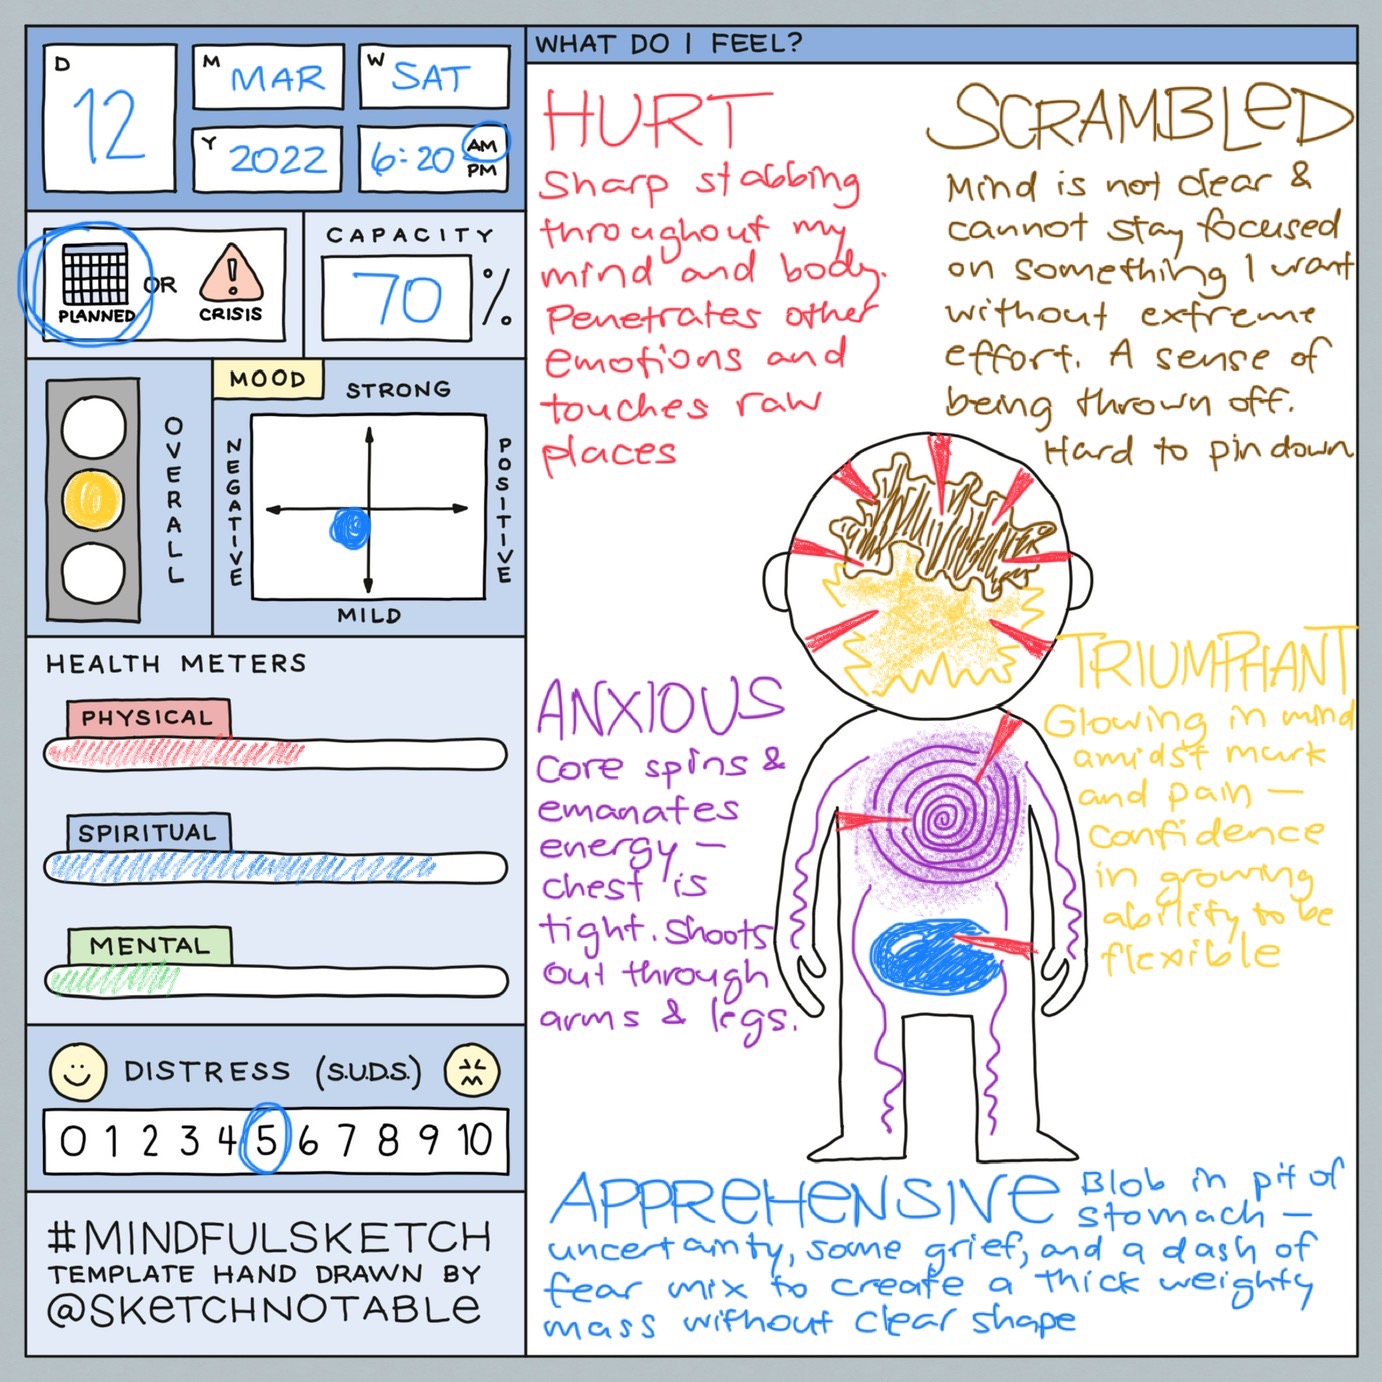 D
12
M
MAR
W
SAT
Y
2022
6:20
AM
PM
PLANNED
OR
CRISIS
CAPACITY
70 %
OVERALL
MOOD
STRONG
NEGATIVE
POSITIVE
MILD
HEALTH METERS
PHYSICAL
SPIRITUAL
MENTAL
DISTRESS (S.U.D.S.)
0 1 2 3 4 5 6 7 8 9 10
#MINDFULSKETCH
TEMPLATE HAND DRAWN BY
@SKETCHNOTABLE
WHAT DO I FEEL?
HURT
Sharp stabbing
throughout my
mind and body.
Penetrates other
emotions and
touches raw
places
SCRAMBLED
Mind is not clear &
cannot stay focused
on something I want
without extreme
effort. A sense of
being thrown off.
Hard to pin down
ANXIOUS
Core spins &
emanates
energy —
chest is
tight. Shoots
out through
arms & legs.
TRIUMPHANT
Glowing in mind
amidst murk
and pain —
confidence
in growing
ability to be
flexible
APPREHENSIVE
Blob in pit of
stomach —
uncertainty, some grief, and a dash of
fear mix to create a thick weighty
mass without clear shape